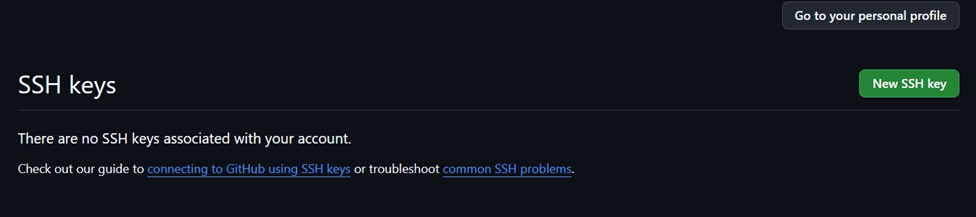 Go to your personal profile
SSH keys
New SSH key
There are no SSH keys associated with your account.
Check out our guide to connecting to GitHub using SSH keys or troubleshoot common SSH problems.